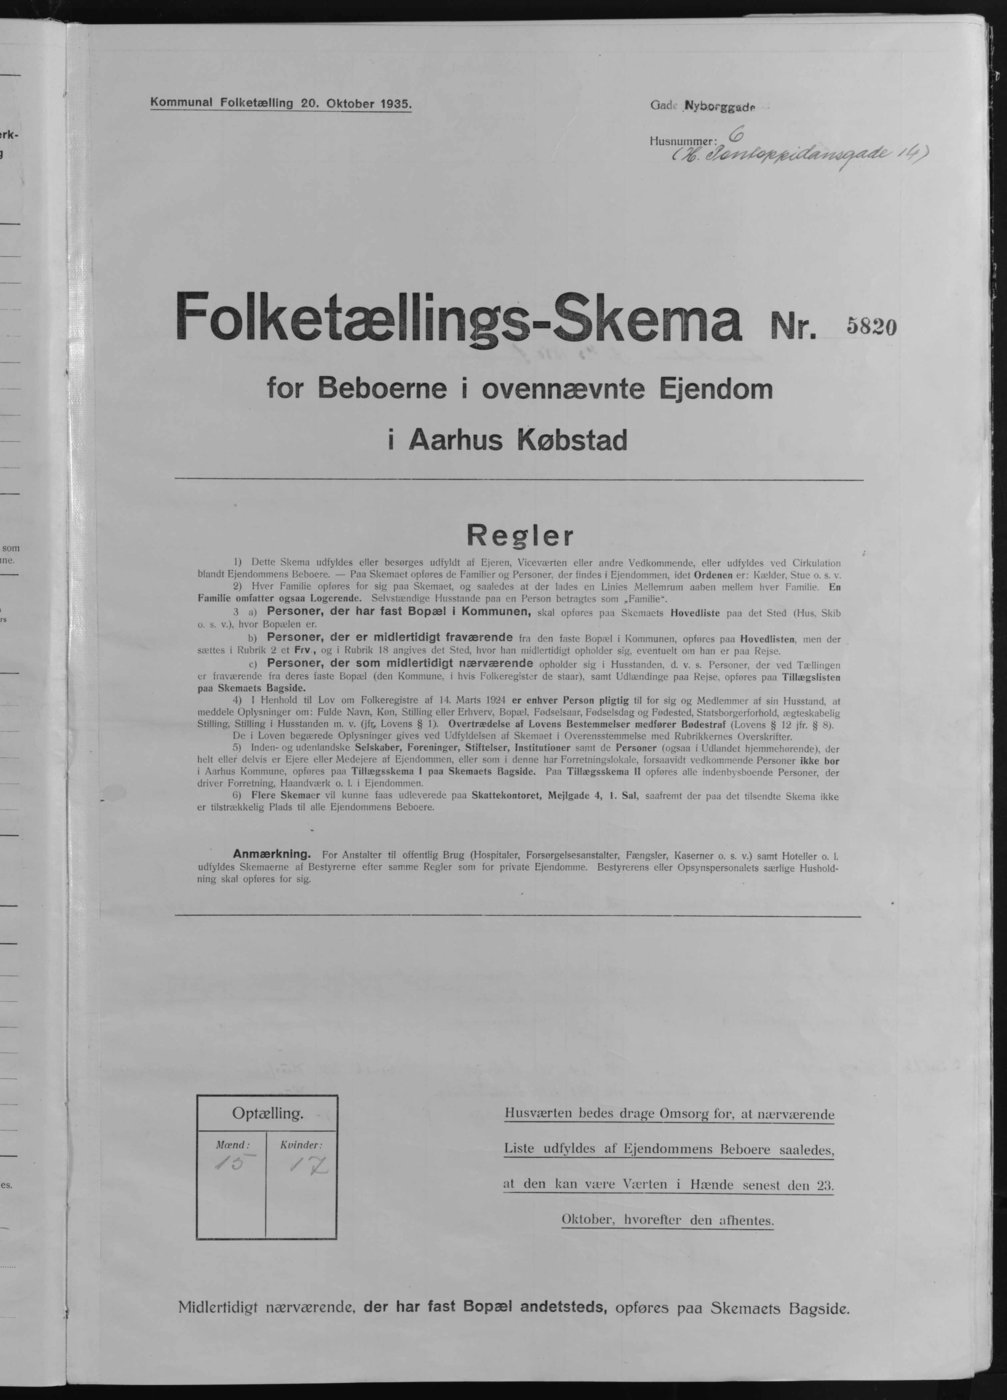 Kommunal Folketælling 20. Oktober 1935.
Gade Nyborggade
Husnummer: 6
(H. Pontoppidansgade 14)
Folketællings-Skema Nr. 5820
for Beboerne i ovennævnte Ejendom
i Aarhus Købstad
Regler
1) Dette Skema udfyldes eller besørges udfyldt af Ejeren, Viceværten eller andre Vedkommende, eller udfyldes ved Cirkulation
blandt Ejendommens Beboere. — Paa Skemaet opføres de Familier og Personer, der findes i Ejendommen, idet Ordenen er: Kælder, Stue o. s. v.
2) Hver Familie opføres for sig paa Skemaet, og saaledes at der lades en Linies Mellemrum aaben mellem hver Familie. En
Familie omfatter ogsaa Logerende. Selvstændige Husstande paa en Person betragtes som „Familie“.
3 a) Personer, der har fast Bopæl i Kommunen, skal opføres paa Skemaets Hovedliste paa det Sted (Hus, Skib
o. s. v.), hvor Bopælen er.
b) Personer, der er midlertidigt fraværende fra den faste Bopæl i Kommunen, opføres paa Hovedlisten, men der
sættes i Rubrik 2 et Frv., og i Rubrik 18 angives det Sted, hvor han midlertidigt opholder sig, eventuelt om han er paa Rejse.
c) Personer, der som midlertidigt nærværende opholder sig i Husstanden, d. v. s. Personer, der ved Tællingen
er fraværende fra deres faste Bopæl (den Kommune, i hvis Folkeregister de staar), samt Udlændinge paa Rejse, opføres paa Tillægslisten
paa Skemaets Bagside.
4) I Henhold til Lov om Folkeregistre af 14. Marts 1924 er enhver Person pligtig til for sig og Medlemmer af sin Husstand, at
meddele Oplysninger om: Fulde Navn, Køn, Stilling eller Erhverv, Bopæl, Fødselsaar, Fødselsdag og Fødested, Statsborgerforhold, ægteskabelig
Stilling, Stilling i Husstanden m. v. (jfr. Lovens § 1). Overtrædelse af Lovens Bestemmelser medfører Bødestraf (Lovens § 12 jfr. § 8).
De i Loven begærede Oplysninger gives ved Udfyldelsen af Skemaet i Overensstemmelse med Rubrikkernes Overskrifter.
5) Inden- og udenlandske Selskaber, Foreninger, Stiftelser, Institutioner samt de Personer (ogsaa i Udlandet hjemmehørende), der
helt eller delvis er Ejere eller Medejere af Ejendommen, eller som i denne har Forretningslokale, forsaavidt vedkommende Personer ikke bor
i Aarhus Kommune, opføres paa Tillægsskema I paa Skemaets Bagside. Paa Tillægsskema II opføres alle indenbysboende Personer, der
driver Forretning, Haandværk o. l. i Ejendommen.
6) Flere Skemaer vil kunne faas udleverede paa Skattekontoret, Mejlgade 4, 1. Sal, saafremt der paa det tilsendte Skema ikke
er tilstrækkelig Plads til alle Ejendommens Beboere.
Anmærkning. For Anstalter til offentlig Brug (Hospitaler, Forsørgelsesanstalter, Fængsler, Kaserner o. s. v.) samt Hoteller o. l.
udfyldes Skemaerne af Bestyrerne efter samme Regler som for private Ejendomme. Bestyrerens eller Opsynspersonalets særlige Hushold-
ning skal opføres for sig.
Optælling.
Mænd: Kvinder:
15 17
Husværten bedes drage Omsorg for, at nærværende
Liste udfyldes af Ejendommens Beboere saaledes,
at den kan være Værten i Hænde senest den 23.
Oktober, hvorefter den afhentes.
Midlertidigt nærværende, der har fast Bopæl andetsteds, opføres paa Skemaets Bagside.